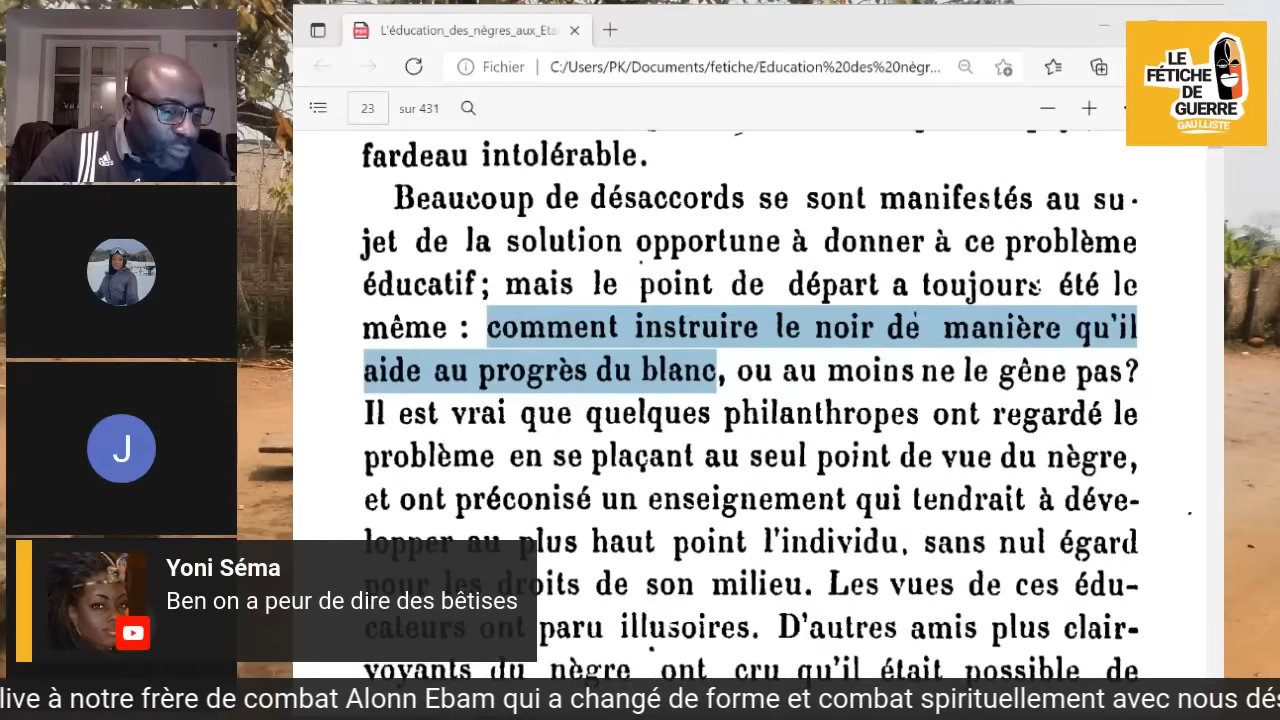 L'éducation_des_nègres_aux_Eta
Fichier
C:/Users/PK/Documents/fetiche/Education%20des%20nègr...
23 sur 431
LE
FÉTICHE
DE
GUERRE
GAULLISTE
fardeau intolérable.
Beaucoup de désaccords se sont manifestés au su-
jet de la solution opportune à donner à ce problème
éducatif; mais le point de départ a toujours été le
même : comment instruire le noir de manière qu'il
aide au progrès du blanc, ou au moins ne le gêne pas?
Il est vrai que quelques philanthropes ont regardé le
problème en se plaçant au seul point de vue du nègre,
et ont préconisé un enseignement qui tendrait à déve-
lopper au plus haut point l'individu, sans nul égard
pour les droits de son milieu. Les vues de ces édu-
cateurs ont paru illusoires. D'autres amis plus clair-
voyants du nègre ont cru qu'il était possible de
J
Yoni Séma
Ben on a peur de dire des bêtises
live à notre frère de combat Alonn Ebam qui a changé de forme et combat spirituellement avec nous dés